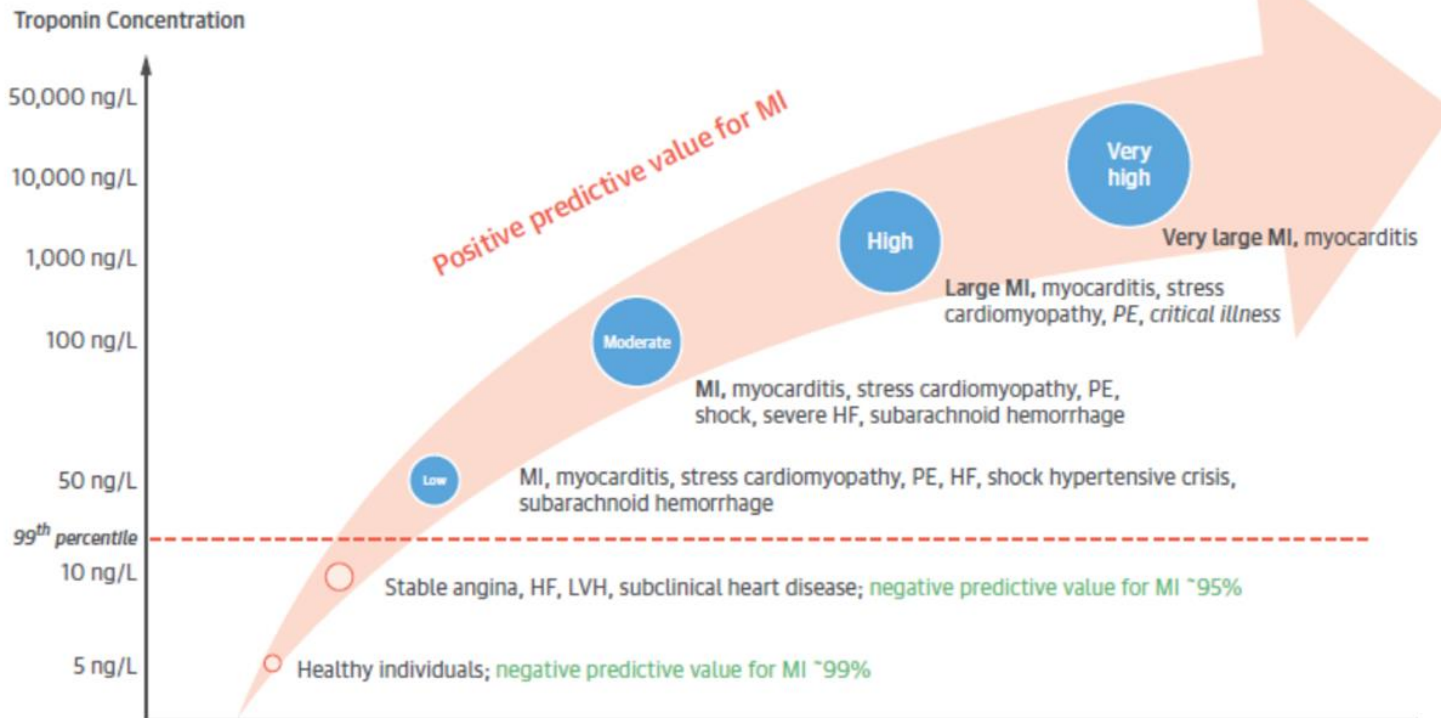 Troponin Concentration
50,000 ng/L
10,000 ng/L
1,000 ng/L
100 ng/L
50 ng/L
99th percentile
10 ng/L
5 ng/L
Positive predictive value for MI
Very
high
Very large MI, myocarditis
High
Large MI, myocarditis, stress
cardiomyopathy, PE, critical illness
Moderate
MI, myocarditis, stress cardiomyopathy, PE,
shock, severe HF, subarachnoid hemorrhage
Low
MI, myocarditis, stress cardiomyopathy, PE, HF, shock hypertensive crisis,
subarachnoid hemorrhage
Stable angina, HF, LVH, subclinical heart disease; negative predictive value for MI ~95%
Healthy individuals; negative predictive value for MI ~99%